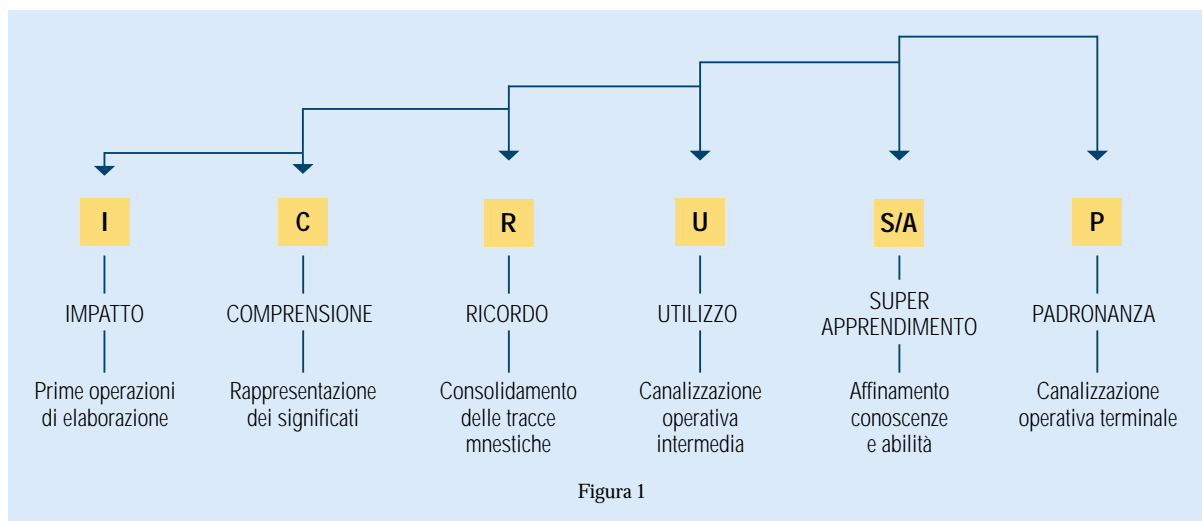 I
C
R
U
S/A
P
IMPATTO
COMPRENSIONE
RICORDO
UTILIZZO
SUPER
APPRENDIMENTO
PADRONANZA
Prime operazioni
di elaborazione
Rappresentazione
dei significati
Consolidamento
delle tracce
mnestiche
Canalizzazione
operativa
intermedia
Affinamento
conoscenze
e abilità
Canalizzazione
operativa terminale
Figura 1